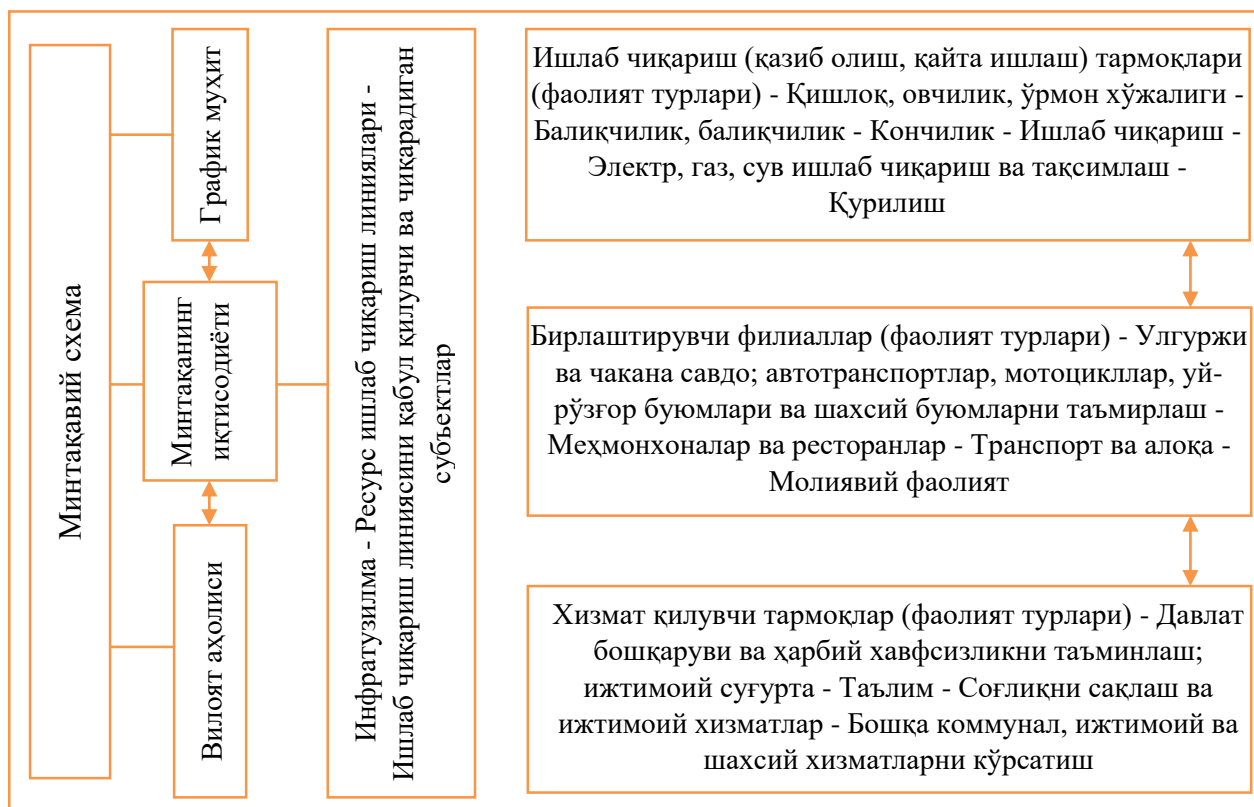 Минтақавий схема
График муҳит
Минтақанинг
иқтисодиёти
Вилоят аҳолиси
Инфратузилма - Ресурс ишлаб чиқариш линиялари -
Ишлаб чиқариш линиясини қабул қилувчи ва чиқарадиган
субъектлар
Ишлаб чиқариш (қазиб олиш, қайта ишлаш) тармоқлари
(фаолият турлари) - Қишлоқ, овчилик, ўрмон хўжалиги -
Балиқчилик, балиқчилик - Кончилик - Ишлаб чиқариш -
Электр, газ, сув ишлаб чиқариш ва тақсимлаш -
Қурилиш
Бирлаштирувчи филиаллар (фаолият турлари) - Улгуржи
ва чакана савдо; автотранспортлар, мотоцикллар, уй-
рўзғор буюмлари ва шахсий буюмларни таъмирлаш -
Меҳмонхоналар ва ресторанлар - Транспорт ва алоқа -
Молиявий фаолият
Хизмат қилувчи тармоқлар (фаолият турлари) - Давлат
бошқаруви ва ҳарбий хавфсизликни таъминлаш;
ижтимоий суғурта - Таълим - Соғлиқни сақлаш ва
ижтимоий хизматлар - Бошқа коммунал, ижтимоий ва
шахсий хизматларни кўрсатиш